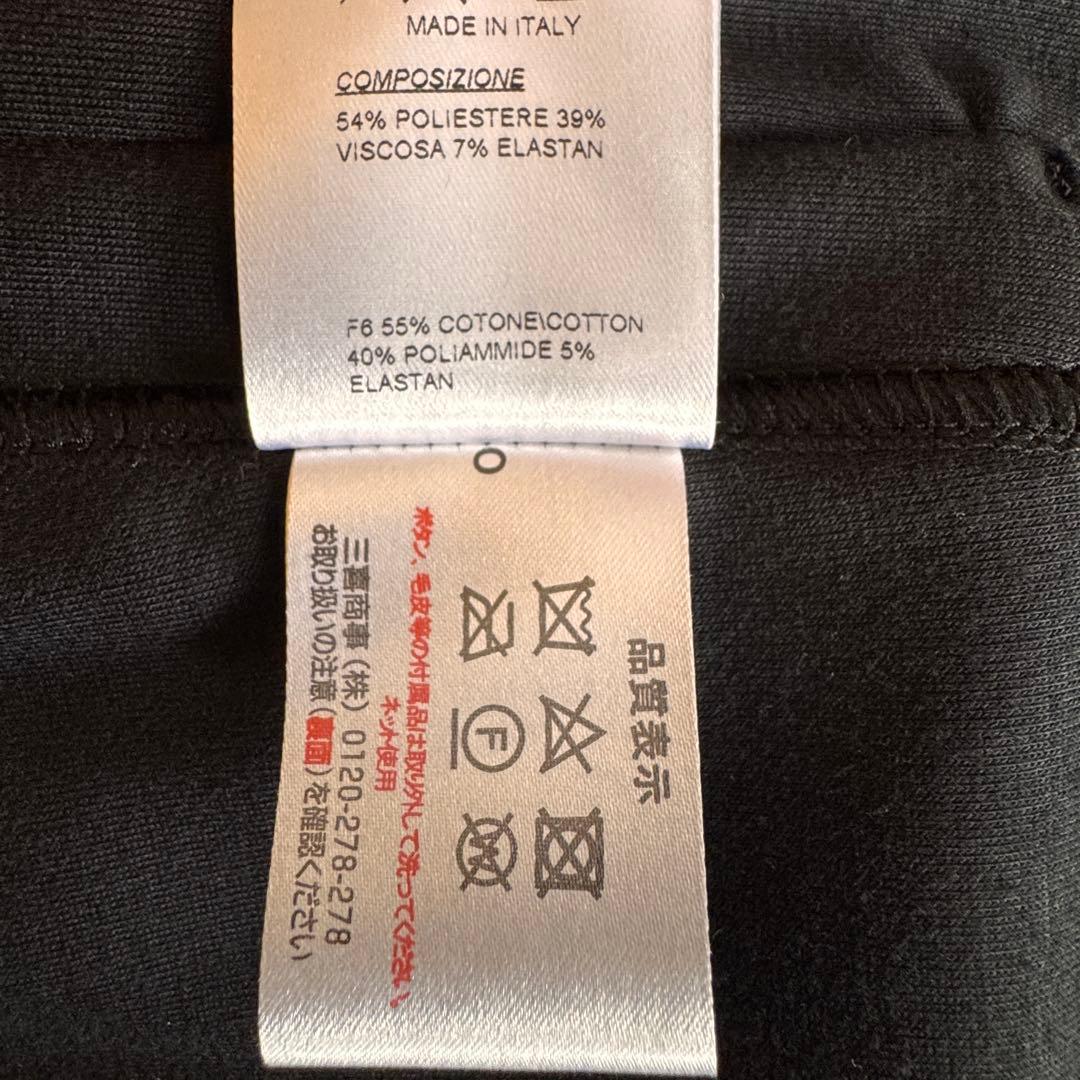 MADE IN ITALY
COMPOSIZIONE
54% POLIESTERE 39%
VISCOSA 7% ELASTAN
F6 55% COTONE\COTTON
40% POLIAMMIDE 5%
ELASTAN
O
品質表示
F
W
ボタン、毛皮等の付属品は取り外して洗ってください。
ネット使用
三喜商事(株) 0120-278-278
お取り扱いの注意(裏面)を確認ください